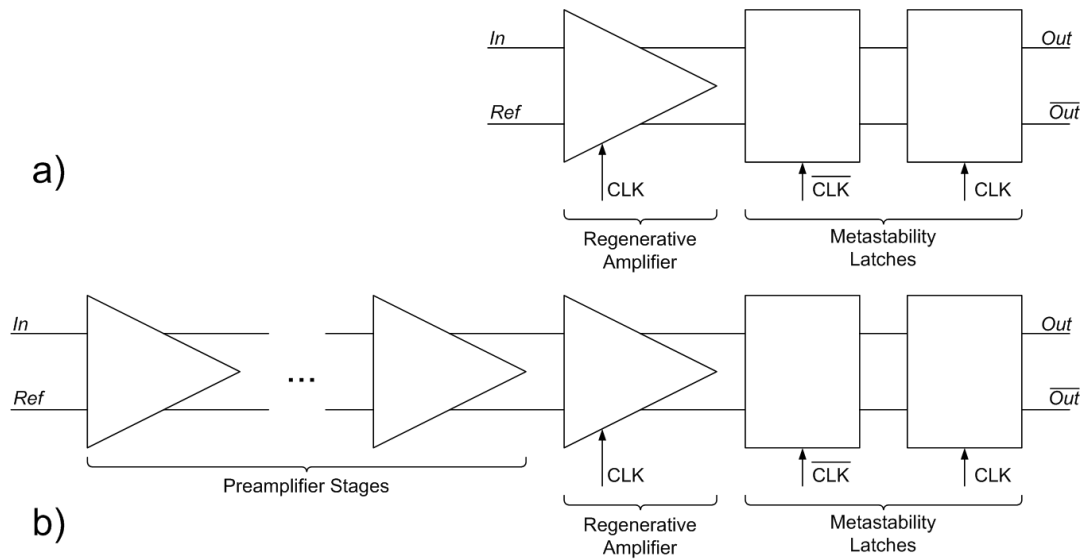 In
Out
Ref
Out
a)
CLK
CLK
CLK
Regenerative
Amplifier
Metastability
Latches
In
Out
...
Ref
Out
CLK
CLK
CLK
Preamplifier Stages
b)
Regenerative
Amplifier
Metastability
Latches